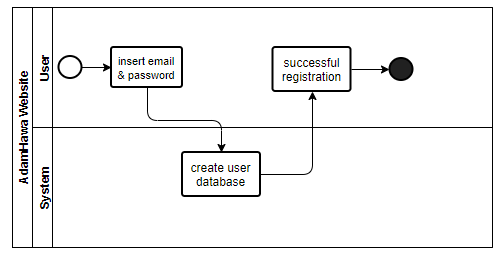 AdamHawa Website
User
insert email
& password
successful
registration
System
create user
database